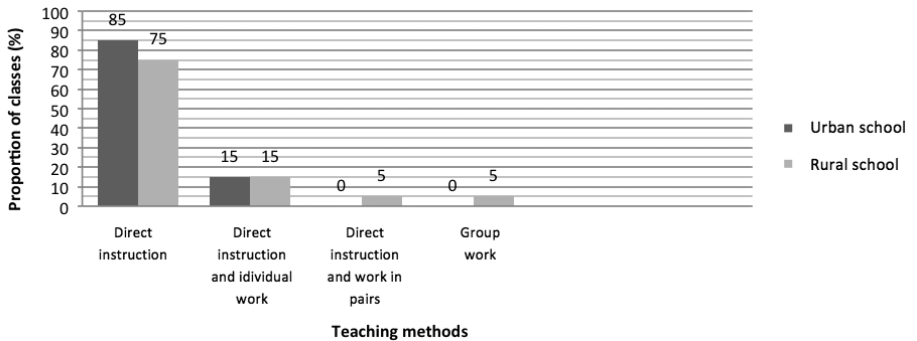 Proportion of classes (%)
100
90
80
70
60
50
40
30
20
10
0
85
75
15
15
0
5
0
5
Direct
instruction
Direct
instruction
and idividual
work
Direct
instruction
and work in
pairs
Group
work
Teaching methods
Urban school
Rural school